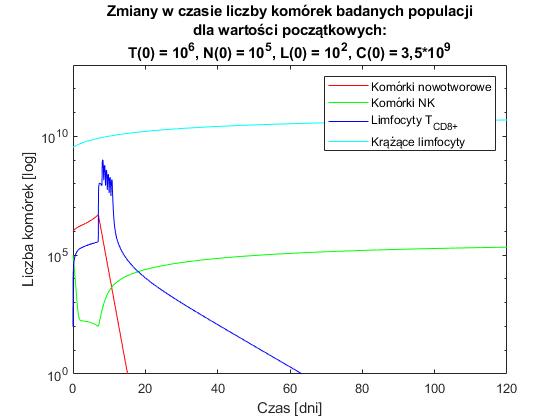 Zmiany w czasie liczby komórek badanych populacji
dla wartości początkowych:
T(0) = 10^6, N(0) = 10^5, L(0) = 10^2, C(0) = 3,5*10^9
Komórki nowotworowe
Komórki NK
Limfocyty T_CD8+
Krążące limfocyty
Liczba komórek [log]
10^10
10^5
10^0
0 20 40 60 80 100 120
Czas [dni]